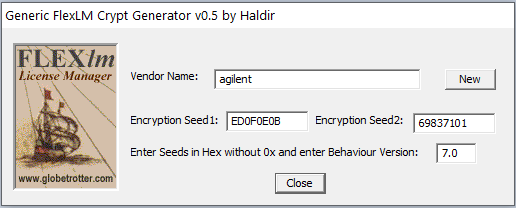 Generic FlexLM Crypt Generator v0.5 by Haldir
FLEXlm
License Manager
www.globetrotter.com
Vendor Name: agilent New
Encryption Seed1: ED0F0E0B Encryption Seed2: 69837101
Enter Seeds in Hex without 0x and enter Behaviour Version: 7.0
Close